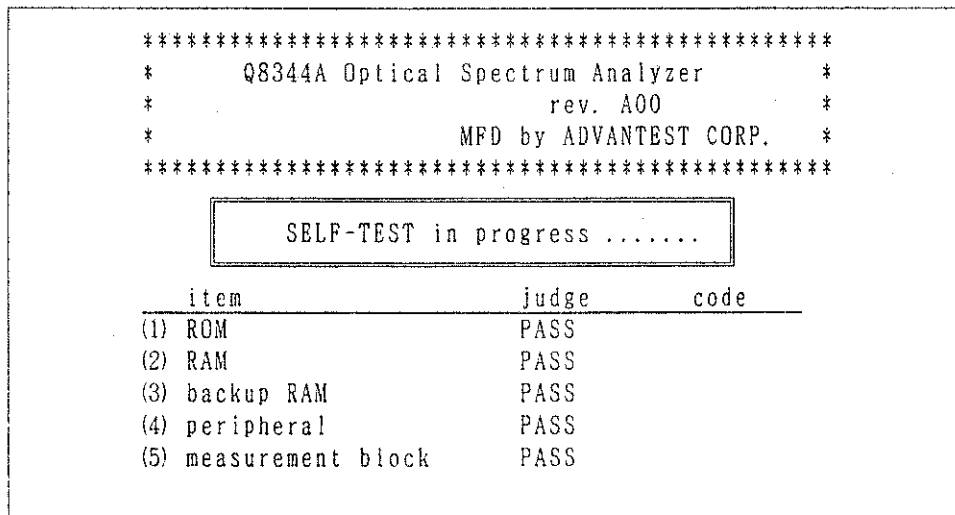 ************************************************
* Q8344A Optical Spectrum Analyzer *
* rev. A00 *
* MFD by ADVANTEST CORP. *
************************************************
SELF-TEST in progress .......
item judge code
(1) ROM PASS
(2) RAM PASS
(3) backup RAM PASS
(4) peripheral PASS
(5) measurement block PASS